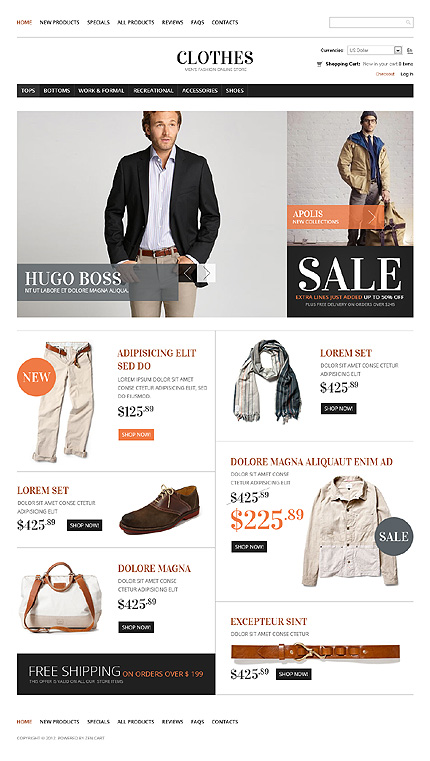 HOME NEW PRODUCTS SPECIALS ALL PRODUCTS REVIEWS FAQS CONTACTS
CLOTHES
MEN'S FASHION ONLINE STORE
Currencies: US Dollar En
Shopping Cart: Now in your cart 0 items
Checkout Log In
TOPS BOTTOMS WORK & FORMAL RECREATIONAL ACCESSORIES SHOES
HUGO BOSS
NT UT LABORE ET DOLORE MAGNA ALIQUA.
APOLIS
NEW COLLECTIONS
SALE
EXTRA LINES JUST ADDED UP TO 50% OFF
PLUS FREE DELIVERY ON ORDERS OVER $245
NEW
ADIPISICING ELIT
SED DO
LOREM IPSUM DOLOR SIT AMET
CONSE CTETUR ADIPISICING ELIT, SED
DO EIUSMOD.
$125.89
SHOP NOW!
LOREM SET
DOLOR SIT AMET CONSE CTETUR
ADIPISICING ELIT
$425.89
SHOP NOW!
DOLORE MAGNA
DOLOR SIT AMET CONSE
CTETUR ADIPISICING ELIT
$425.89
SHOP NOW!
FREE SHIPPING ON ORDERS OVER $ 199
THIS OFFER IS VALID ON ALL OUR STORE ITEMS
LOREM SET
DOLOR SIT AMET CONSE CTETUR
ADIPISICING ELIT
$425.89
SHOP NOW!
DOLORE MAGNA ALIQUAUT ENIM AD
DOLOR SIT AMET CONSE
CTETUR ADIPISICING ELIT
$425.89
$225.89
SHOP NOW!
SALE
EXCEPTEUR SINT
DOLOR SIT AMET CONSE CTETUR
$425.89
SHOP NOW!
HOME NEW PRODUCTS SPECIALS ALL PRODUCTS REVIEWS FAQS CONTACTS
COPYRIGHT © 2012 POWERED BY ZEN CART